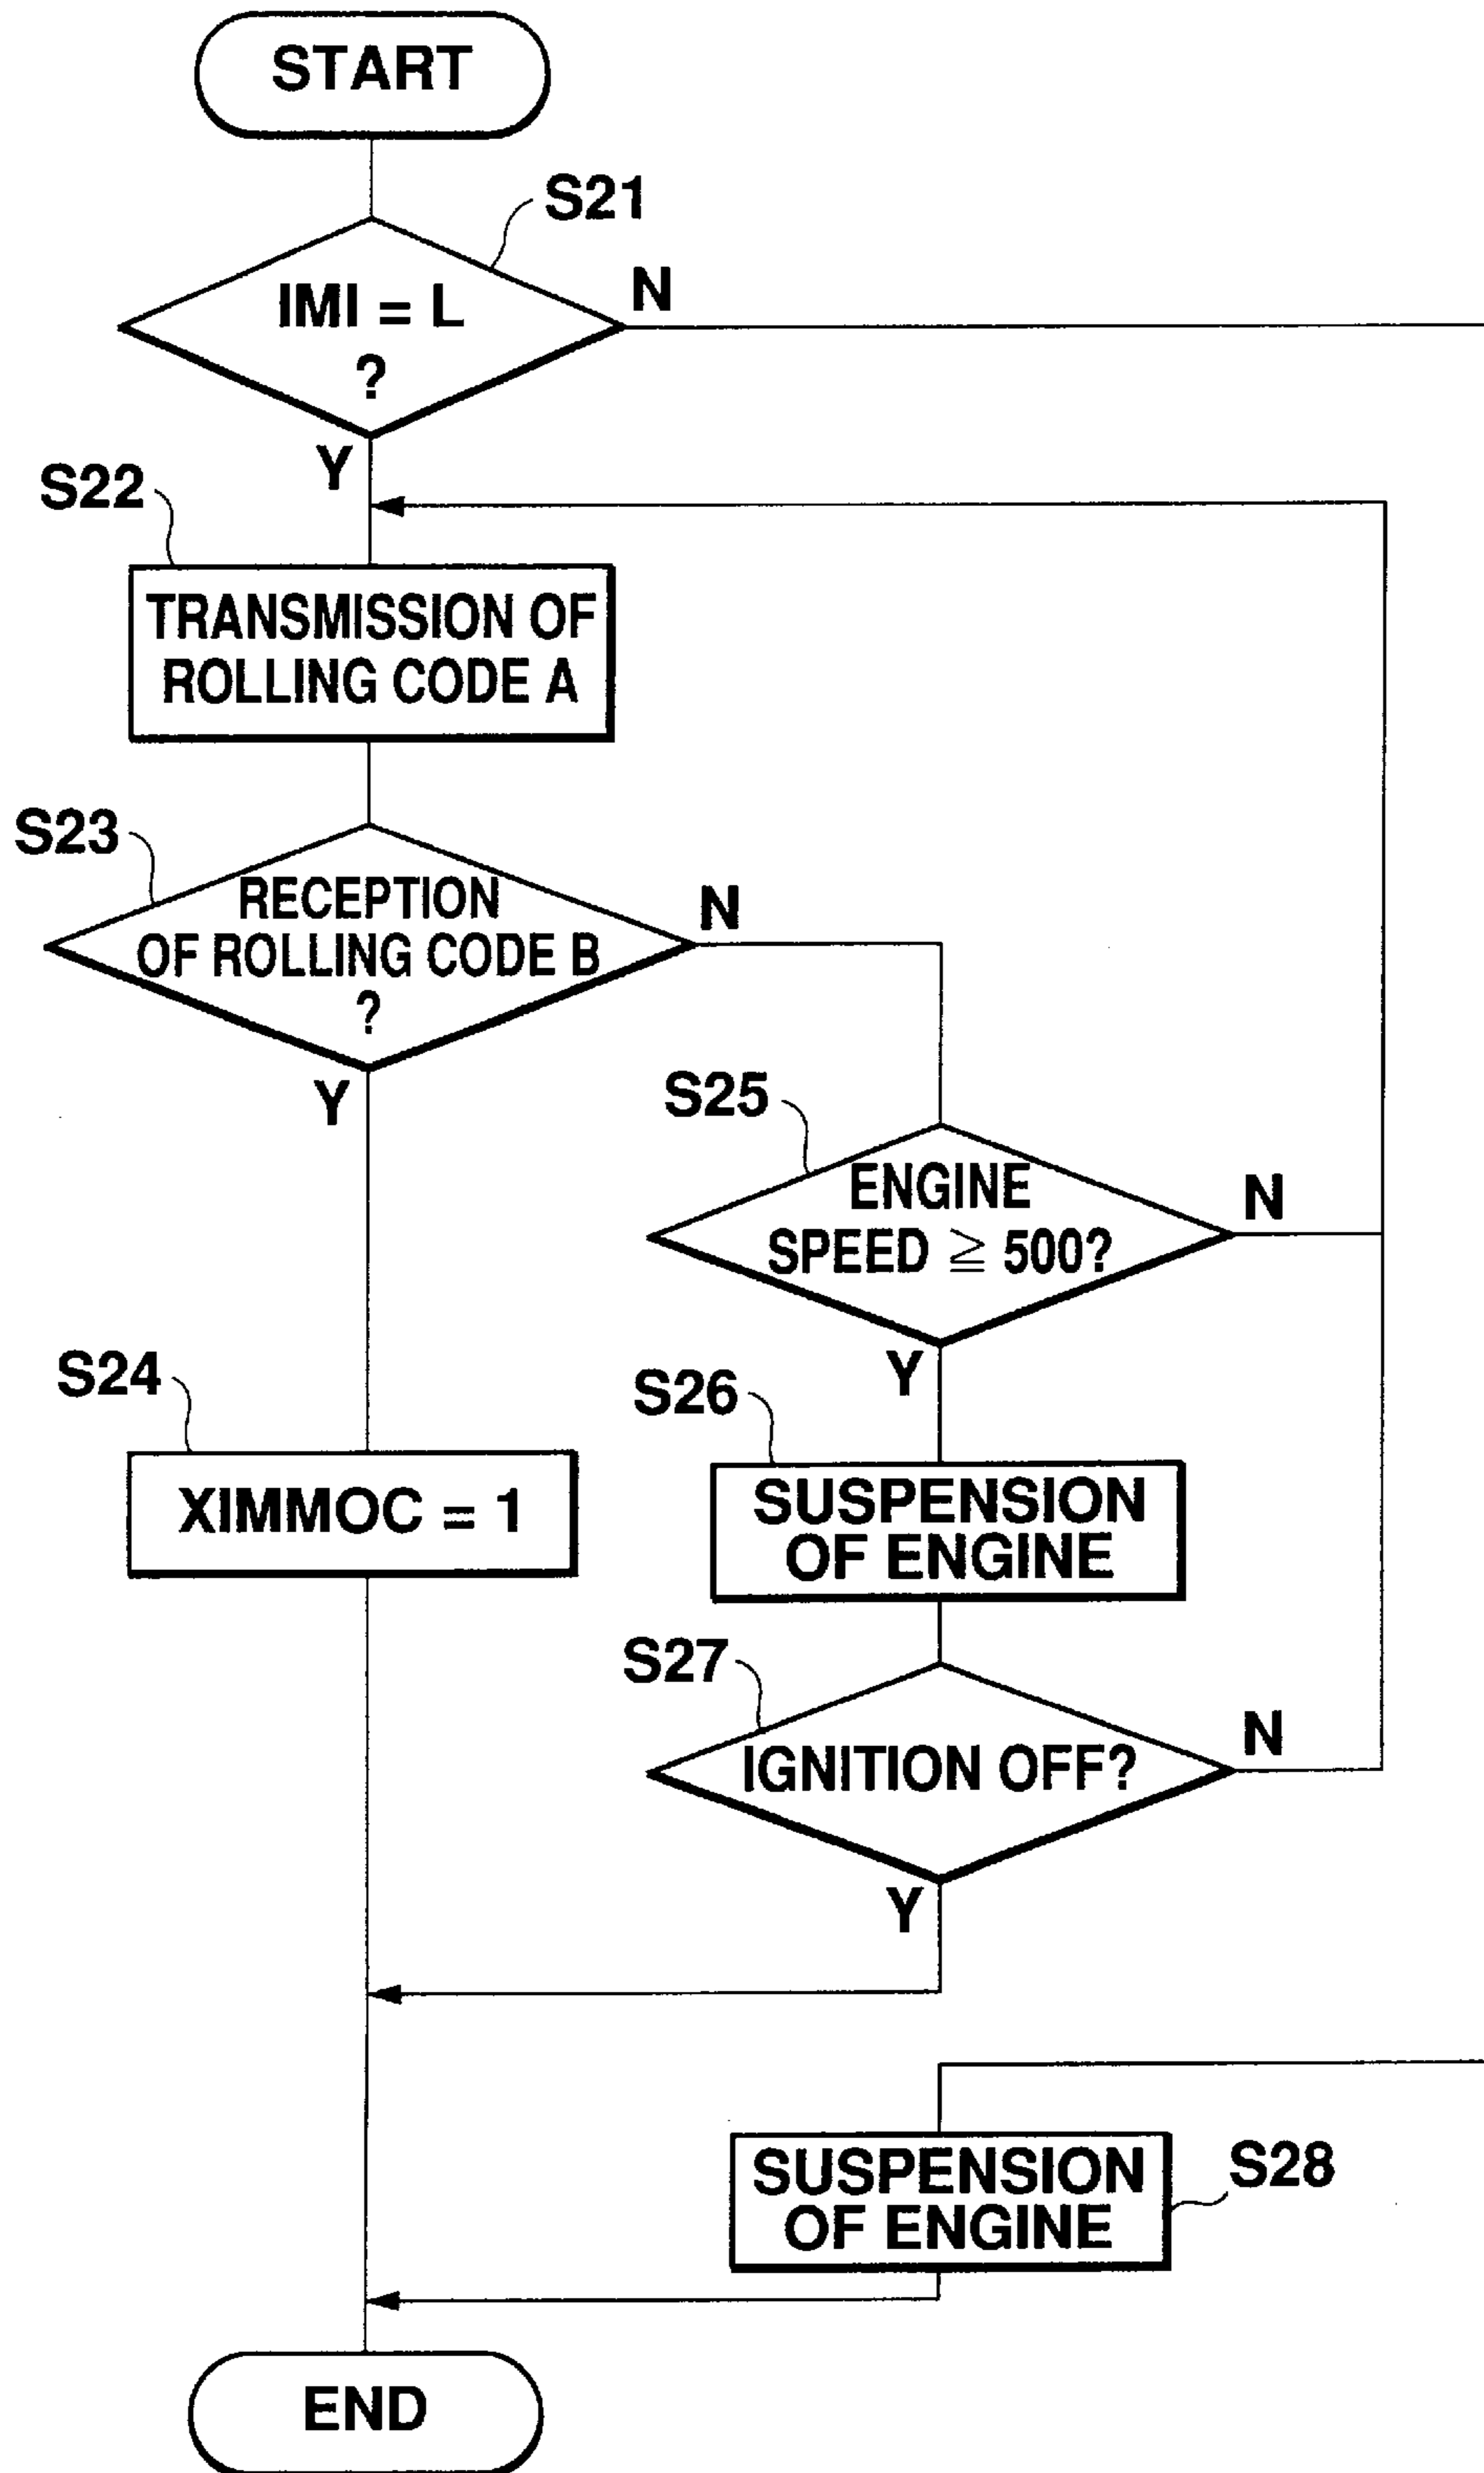 START
S21
IMI = L
?
N
Y
S22
TRANSMISSION OF
ROLLING CODE A
S23
RECEPTION
OF ROLLING CODE B
?
N
Y
S25
ENGINE
SPEED ≧ 500?
N
Y
S24
XIMMOC = 1
S26
SUSPENSION
OF ENGINE
S27
IGNITION OFF?
N
Y
SUSPENSION
OF ENGINE
S28
END